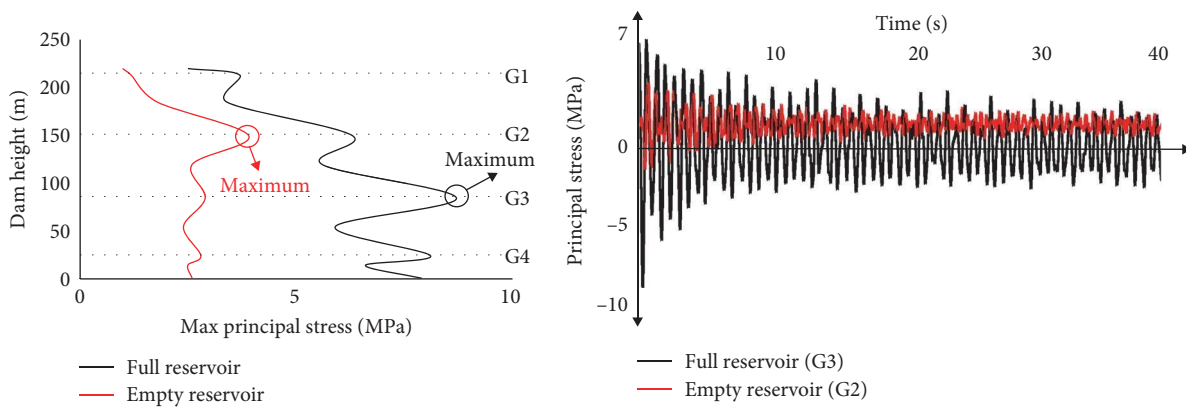 250
200
150
100
50
0
Dam height (m)
G1
G2
Maximum
Maximum
G3
G4
0
5
10
Max principal stress (MPa)
Full reservoir
Empty reservoir
Time (s)
7
10
20
30
40
0
−5
−10
Principal stress (MPa)
Full reservoir (G3)
Empty reservoir (G2)